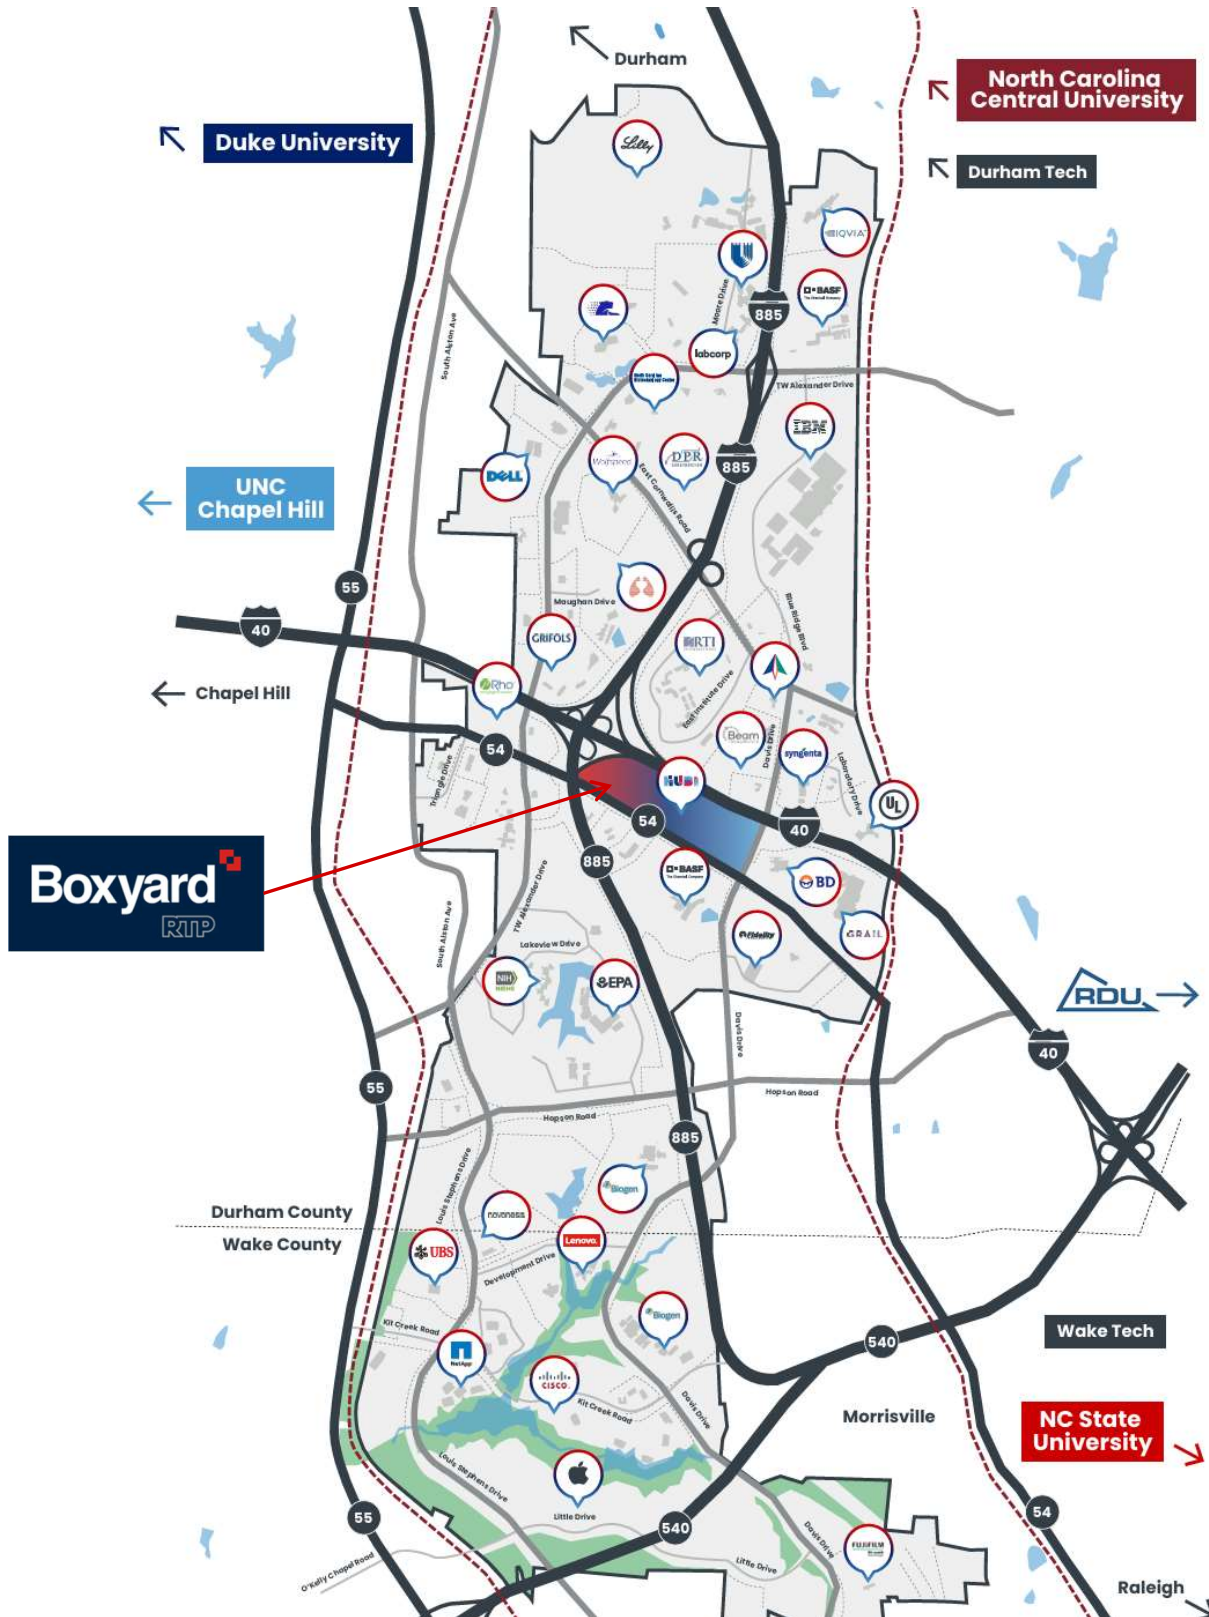 Durham
North Carolina
Central University
Duke University
Durham Tech
Lilly
IQVIA
BASF
Moore Drive
885
South Alston Ave
labcorp
TW Alexander Drive
IBM
Wolfspeed
DPR
885
DELL
East Cornwallis Road
UNC
Chapel Hill
55
Maughan Drive
Blue Ridge Blvd
40
GRIFOLS
RTI
Chapel Hill
Rho
East Institute Drive
Beam
Davis Drive
syngenta
54
Triangle Drive
HUB
Laboratory Drive
UL
54
40
Boxyard
RTP
885
BASF
BD
TW Alexander Drive
South Alston Ave
Fidelity
GRAIL
Lakeview Drive
NIH
EPA
RDU
Davis Drive
40
55
Hopson Road
Hopson Road
885
Louis Stephens Drive
Biogen
Durham County
novoness
Wake County
UBS
Lenovo
Development Drive
Biogen
Kit Creek Road
540
Wake Tech
NetApp
CISCO
Kit Creek Road
Davis Drive
Morrisville
NC State
University
Louis Stephens Drive
55
Little Drive
540
54
Davis Drive
FUJIFILM
O'Kelly Chapel Road
Little Drive
Raleigh